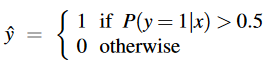 ŷ = { 1 if P(y = 1|x) > 0.5
0 otherwise